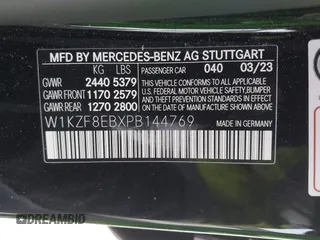 MFD BY MERCEDES-BENZ AG STUTTGART
KG LBS PASSENGER CAR 040 03/23
GVWR 2440 5379
GAWR FRONT 1170 2579
GAWR REAR 1270 2800
THIS VEHICLE CONFORMS TO ALL APPLICABLE
U.S. FEDERAL MOTOR VEHICLE SAFETY, BUMPER,
AND THEFT PREVENTION STANDARDS IN EFFECT
ON THE DATE OF MANUFACTURE SHOWN ABOVE.
W1KZF8EBXPB144769
MADE IN GERMANY
DREAMBID